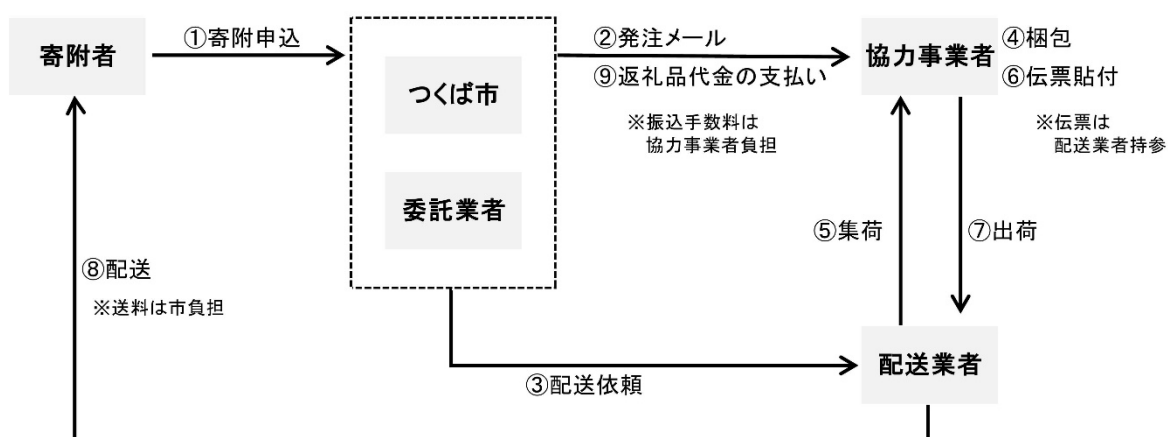 寄附者
①寄附申込
つくば市
委託業者
②発注メール
⑨返礼品代金の支払い
※振込手数料は
協力事業者負担
協力事業者
④梱包
⑥伝票貼付
※伝票は
配送業者持参
⑤集荷
⑦出荷
⑧配送
※送料は市負担
③配送依頼
配送業者